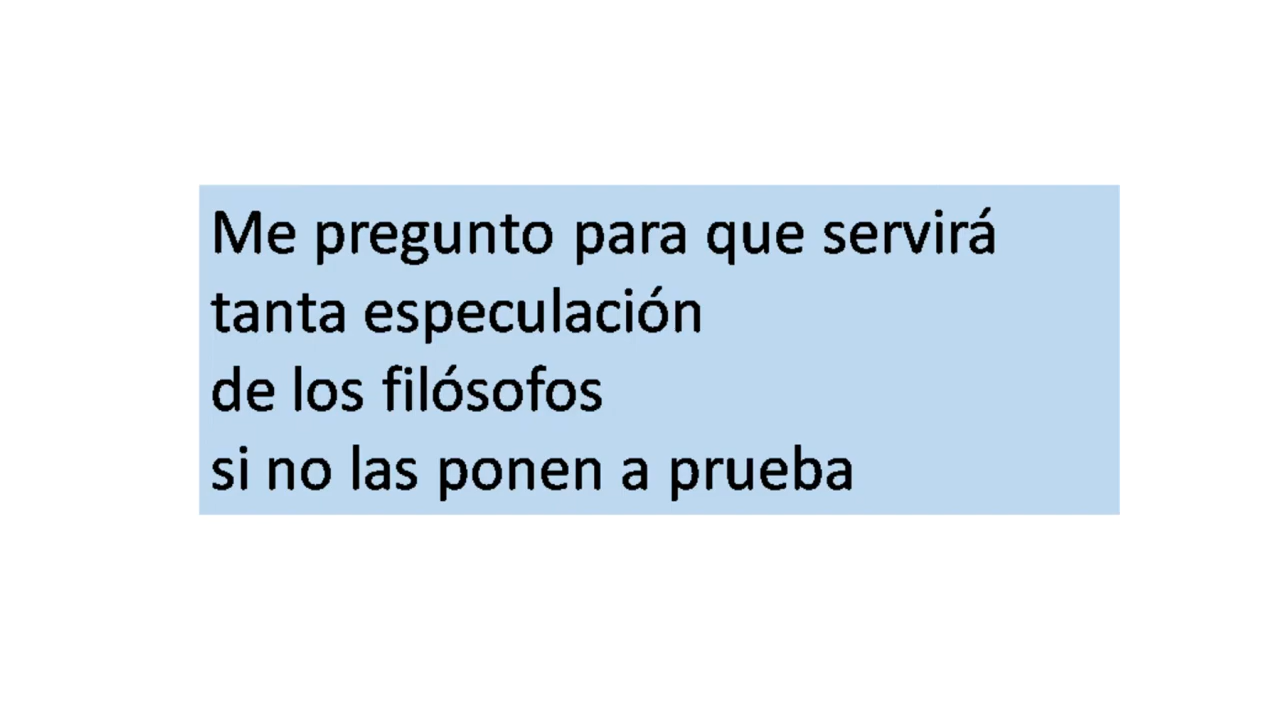 Me pregunto para que servirá
tanta especulación
de los filósofos
si no las ponen a prueba